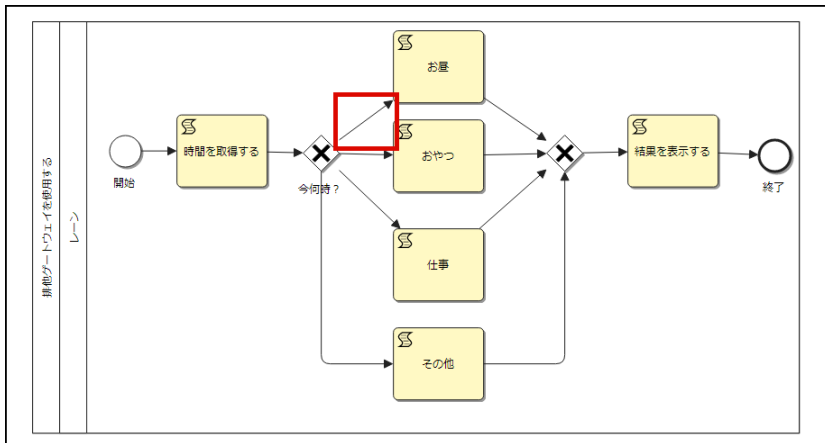 排他ゲートウェイを使用する
レーン
開始
時間を取得する
今何時？
お昼
おやつ
仕事
その他
結果を表示する
終了